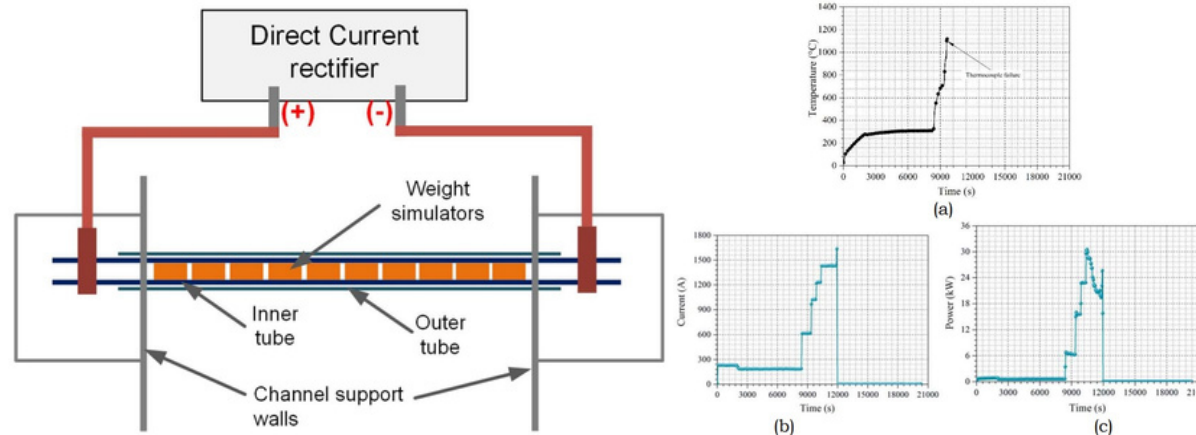 Direct Current
rectifier
(+)
(-)
Weight
simulators
Inner
tube
Outer
tube
Channel support
walls
1400
1200
1000
800
600
400
200
0
Temperature (°C)
Thermocouple failure
0 3000 6000 9000 12000 15000 18000 21000
Time (s)
(a)
1800
1500
1200
900
600
300
0
Current (A)
0 3000 6000 9000 12000 15000 18000 21000
Time (s)
(b)
36
30
24
18
12
6
0
Power (kW)
0 3000 6000 9000 12000 15000 18000
Time (s)
(c)